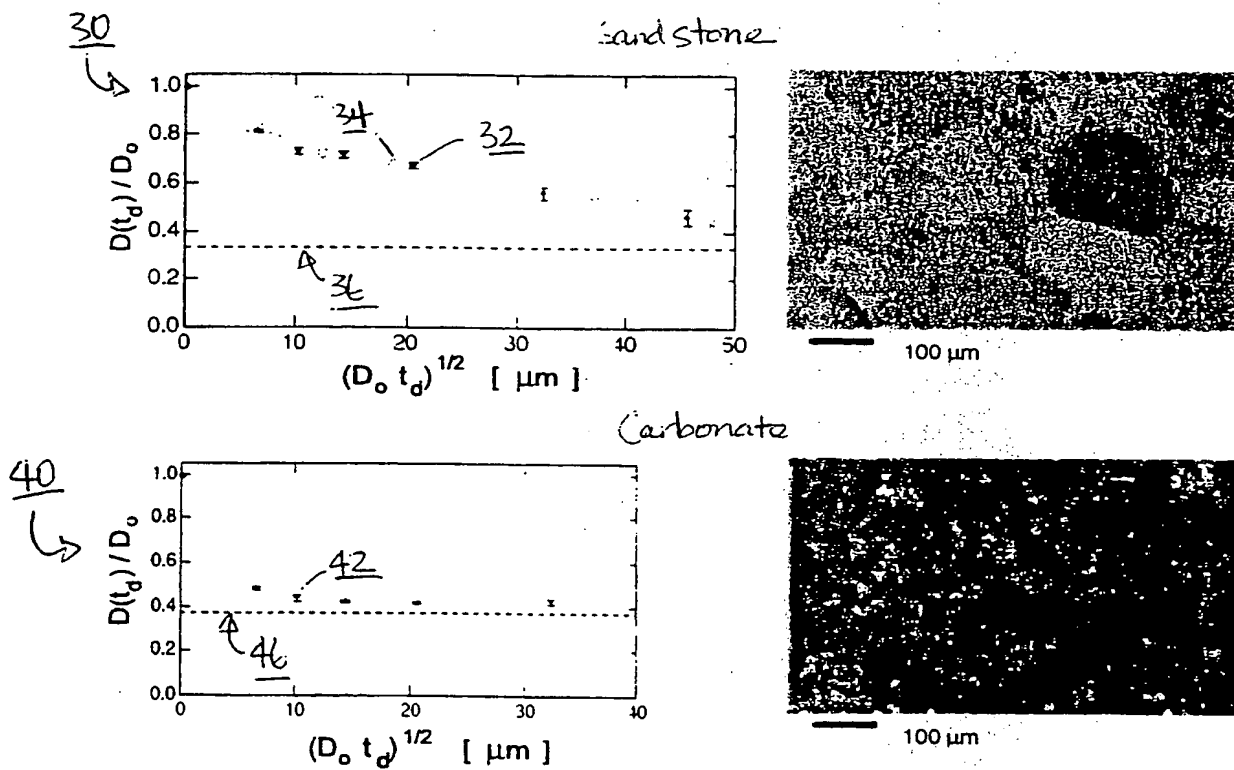 30
Sandstone
D(t_d) / D_o
1.0
0.8
0.6
0.4
0.2
0.0
34
32
36
0 10 20 30 40 50
(D_o t_d)^1/2 [ μm ]
100 μm
Carbonate
40
D(t_d) / D_o
1.0
0.8
0.6
0.4
0.2
0.0
42
46
0 10 20 30 40
(D_o t_d)^1/2 [ μm ]
100 μm